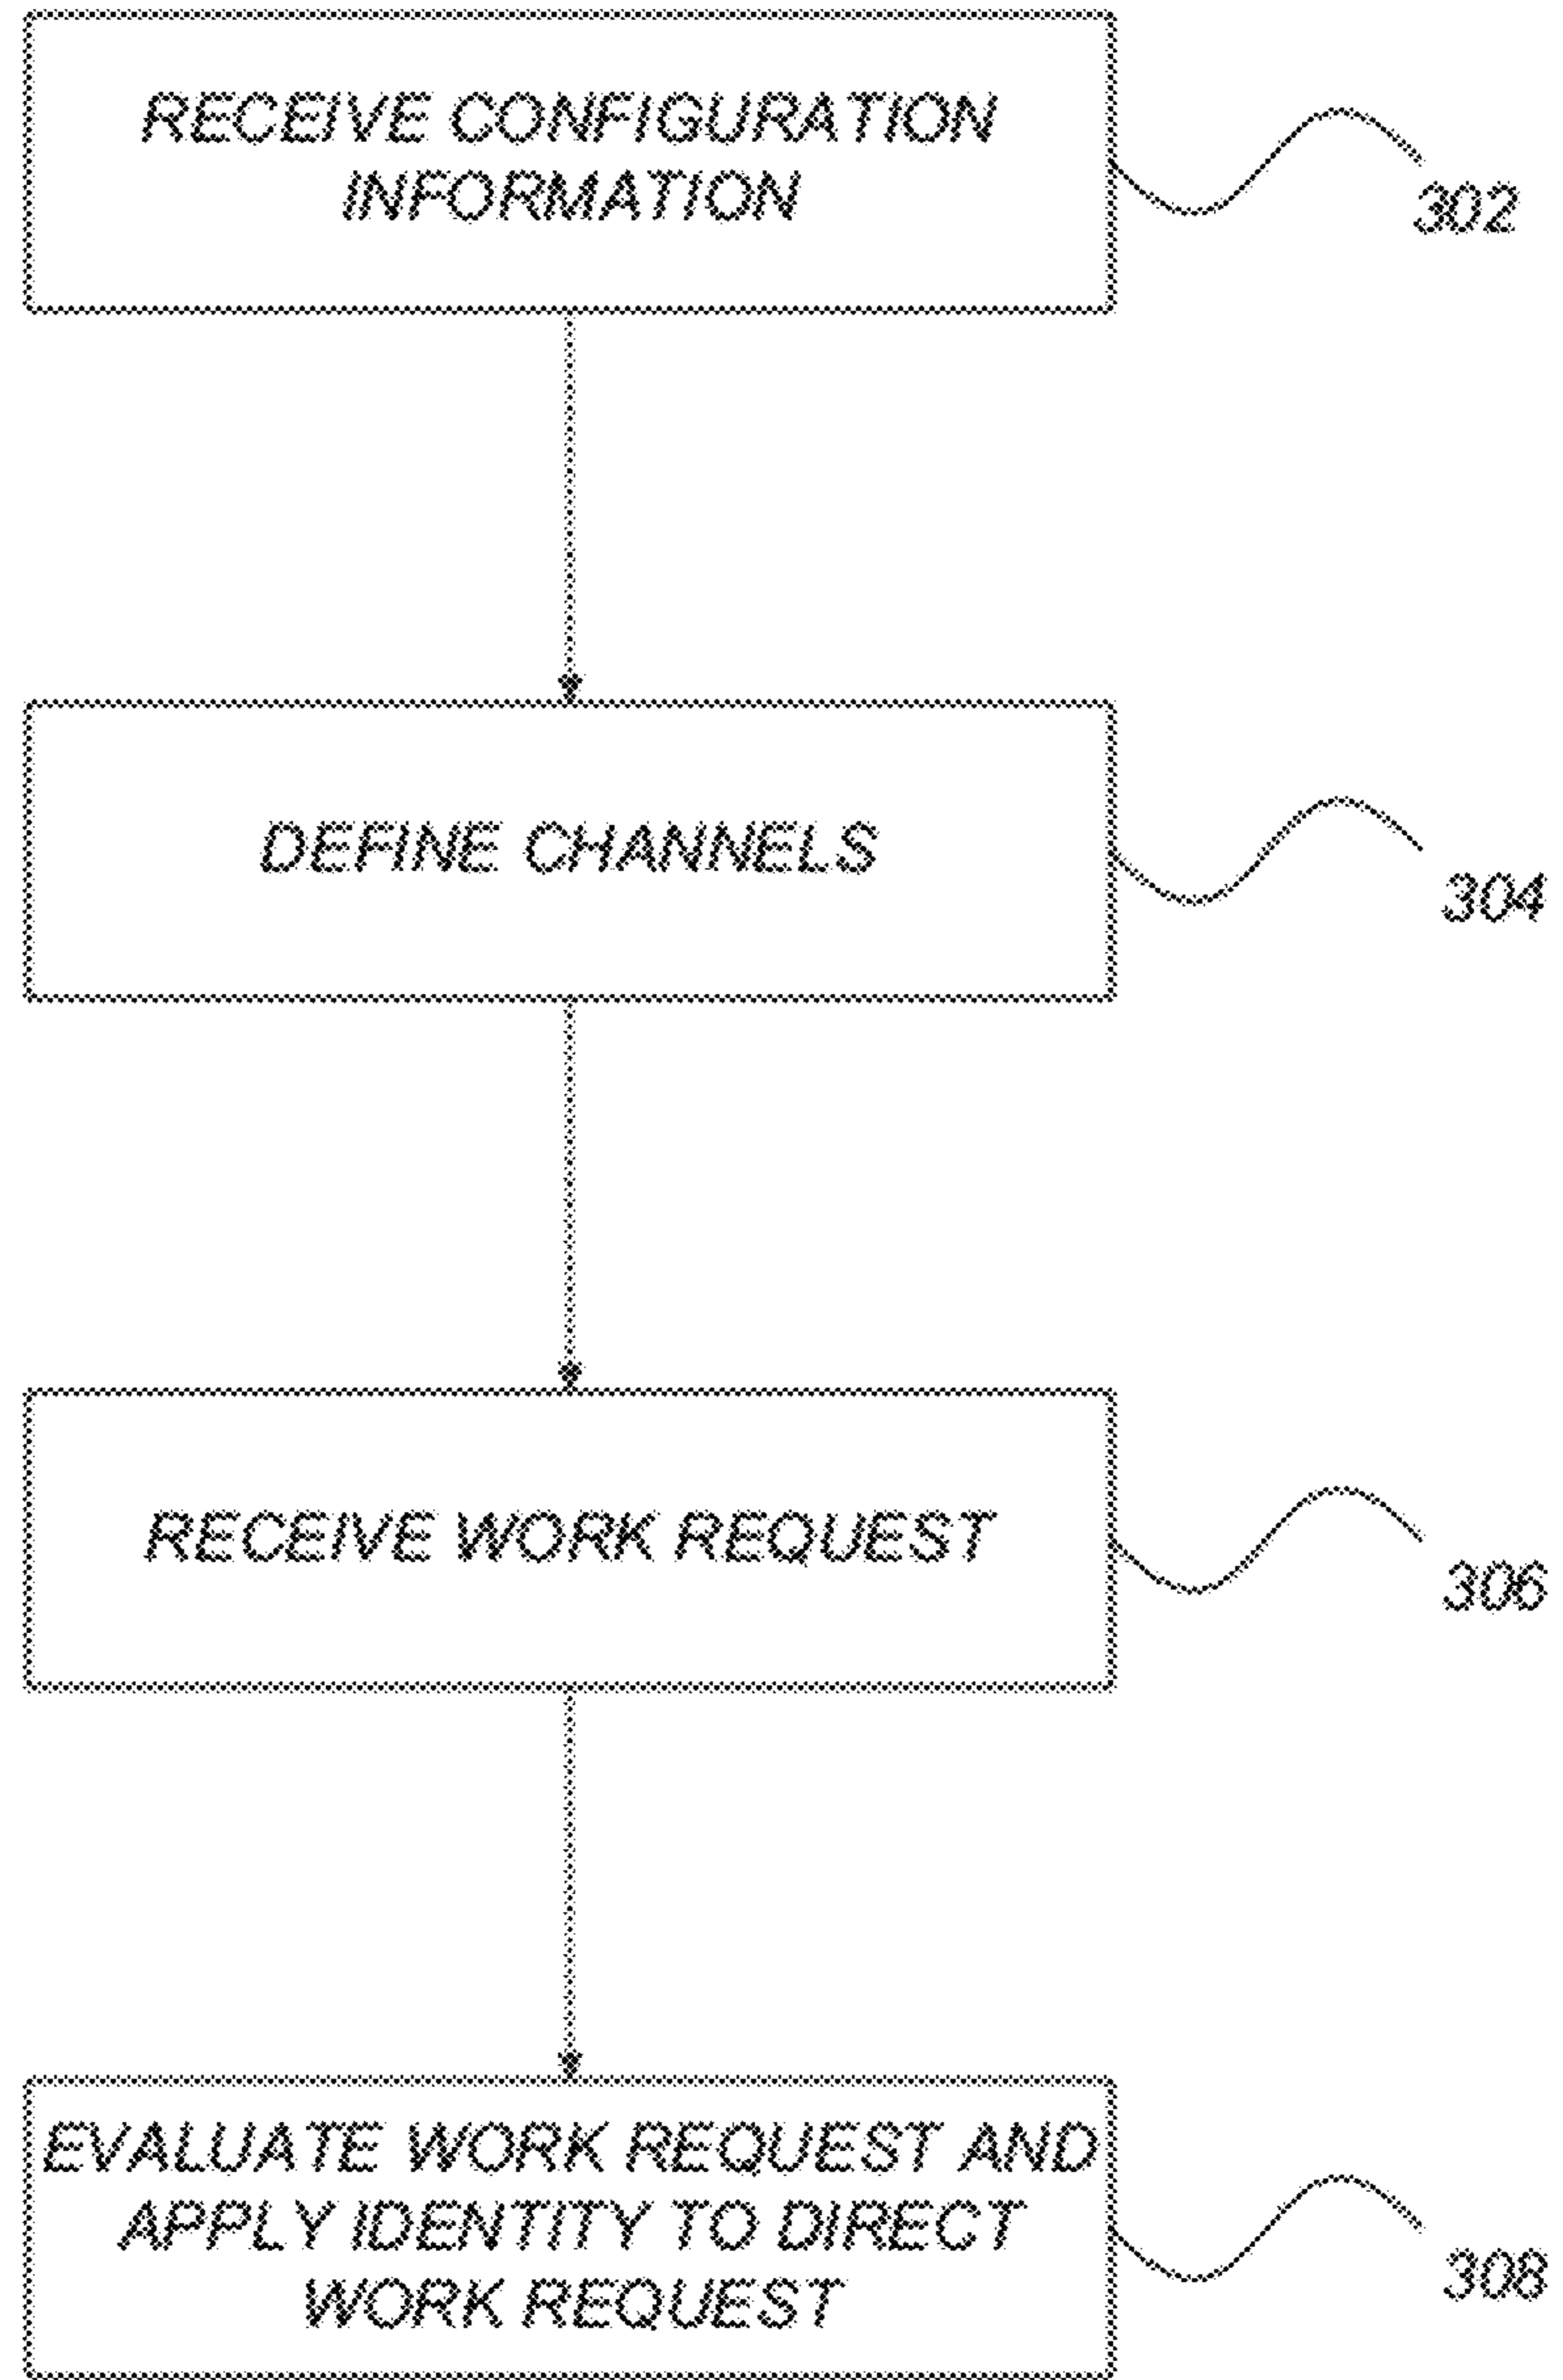 RECEIVE CONFIGURATION
INFORMATION
302
DEFINE CHANNELS
304
RECEIVE WORK REQUEST
306
EVALUATE WORK REQUEST AND
APPLY IDENTITY TO DIRECT
WORK REQUEST
308